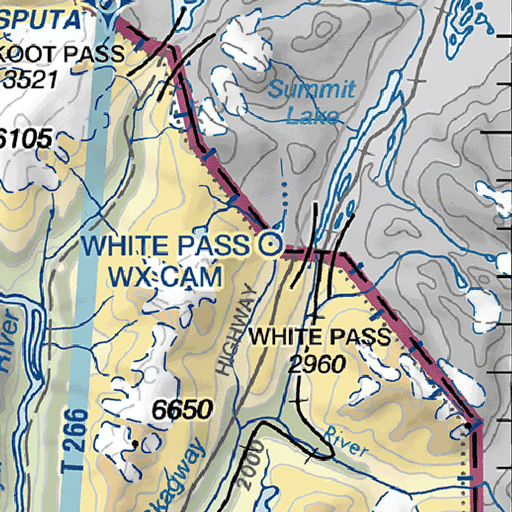 SPUTA
KOOT PASS
3521
6105
Summit
Lake
WHITE PASS
WX CAM
HIGHWAY
WHITE PASS
2960
River
6650
T 266
River
2000
kagway